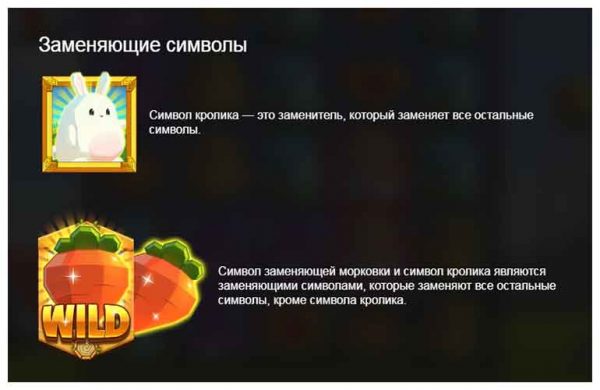 Заменяющие символы
Символ кролика — это заменитель, который заменяет все остальные
символы.
Символ заменяющей морковки и символ кролика являются
заменяющими символами, которые заменяют все остальные
символы, кроме символа кролика.
WILD